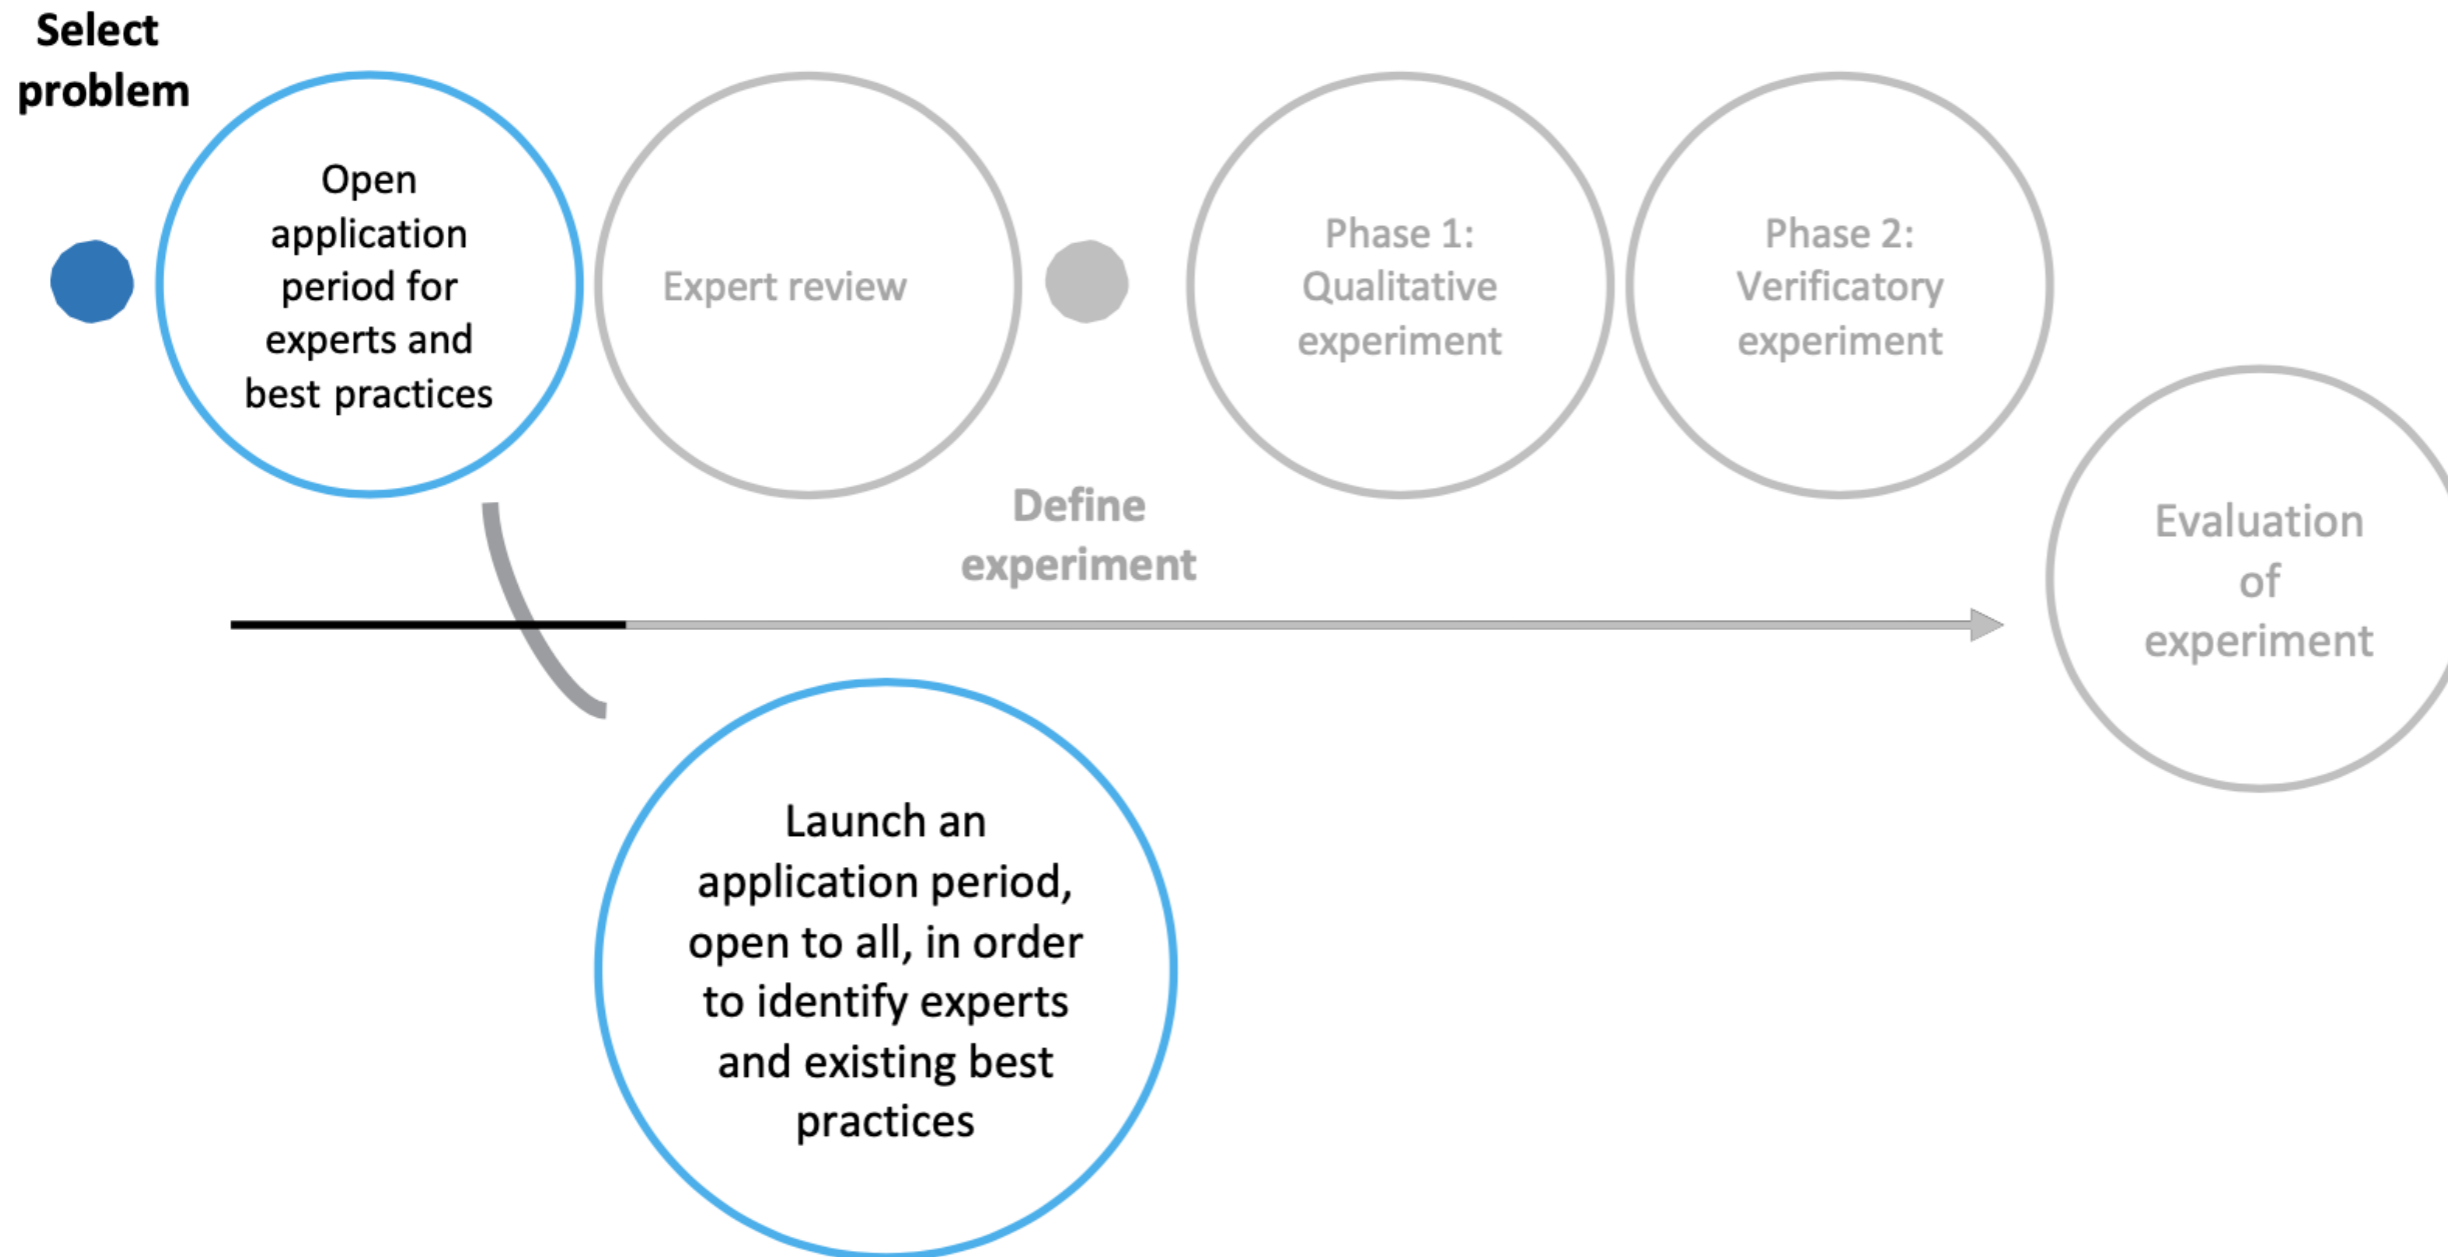 Select
problem
Open
application
period for
experts and
best practices
Expert review
Define
experiment
Phase 1:
Qualitative
experiment
Phase 2:
Verificatory
experiment
Evaluation
of
experiment
Launch an
application period,
open to all, in order
to identify experts
and existing best
practices